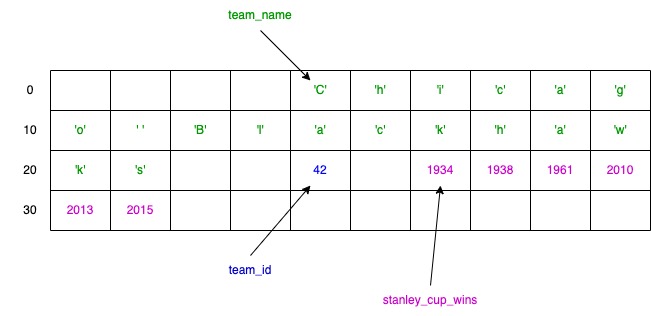 team_name
0 'C' 'h' 'i' 'c' 'a' 'g'
10 'o' ' ' 'B' 'l' 'a' 'c' 'k' 'h' 'a' 'w'
20 'k' 's' 42 1934 1938 1961 2010
30 2013 2015
team_id
stanley_cup_wins